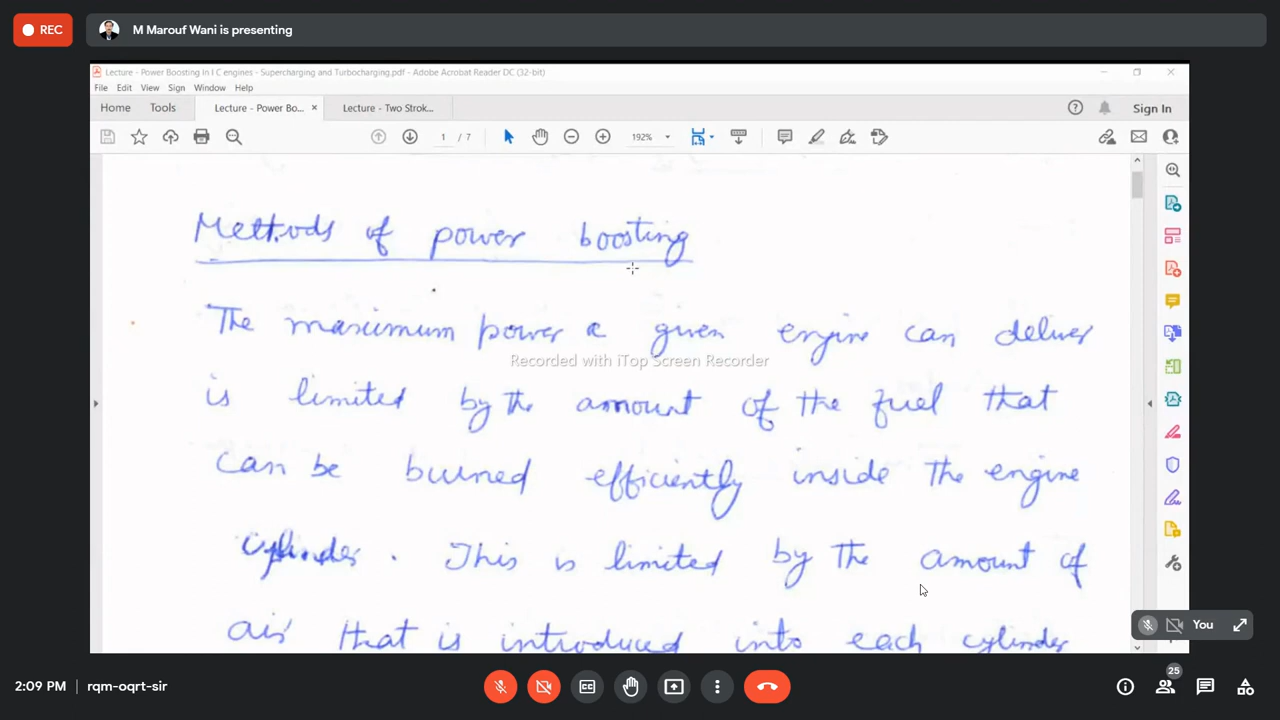 REC
M Marouf Wani is presenting
Lecture - Power Boosting In I C engines - Supercharging and Turbocharging.pdf - Adobe Acrobat Reader DC (32-bit)
File Edit View Sign Window Help
Home Tools Lecture - Power Bo... × Lecture - Two Strok... Sign In
1 / 7 192%
Methods of power boosting
The maximum power a given engine can deliver
Recorded with iTop Screen Recorder
is limited by the amount of the fuel that
can be burned efficiently inside the engine
cylinder. This is limited by the amount of
air that is introduced into each cylinder
You
2:09 PM rqm-oqrt-sir
CC
25